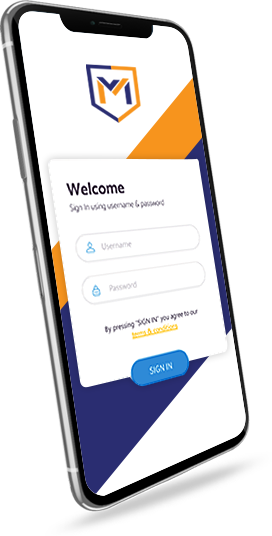 Welcome
Sign In using username & password
Username
Password
By pressing "SIGN IN" you agree to our
terms & conditions
SIGN IN